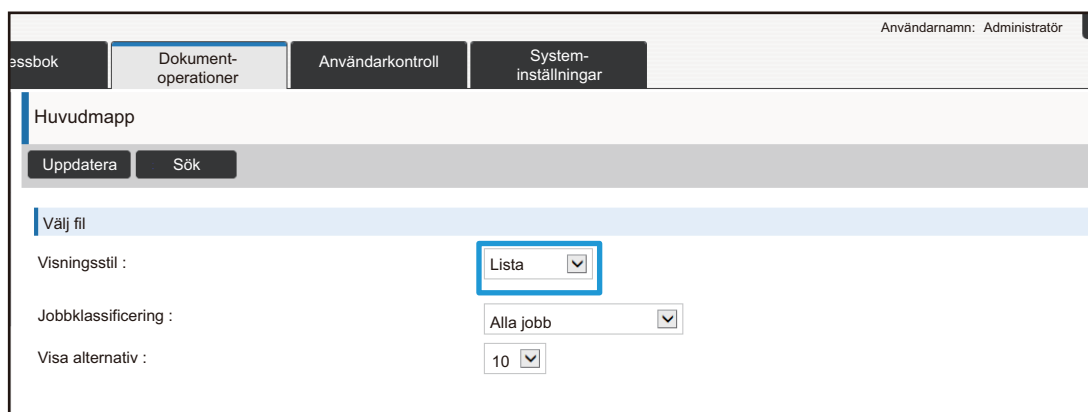 Användarnamn: Administratör
essbok
Dokument-
operationer
Användarkontroll
System-
inställningar
Huvudmapp
Uppdatera
Sök
Välj fil
Visningsstil :
Lista
Jobbklassificering :
Alla jobb
Visa alternativ :
10